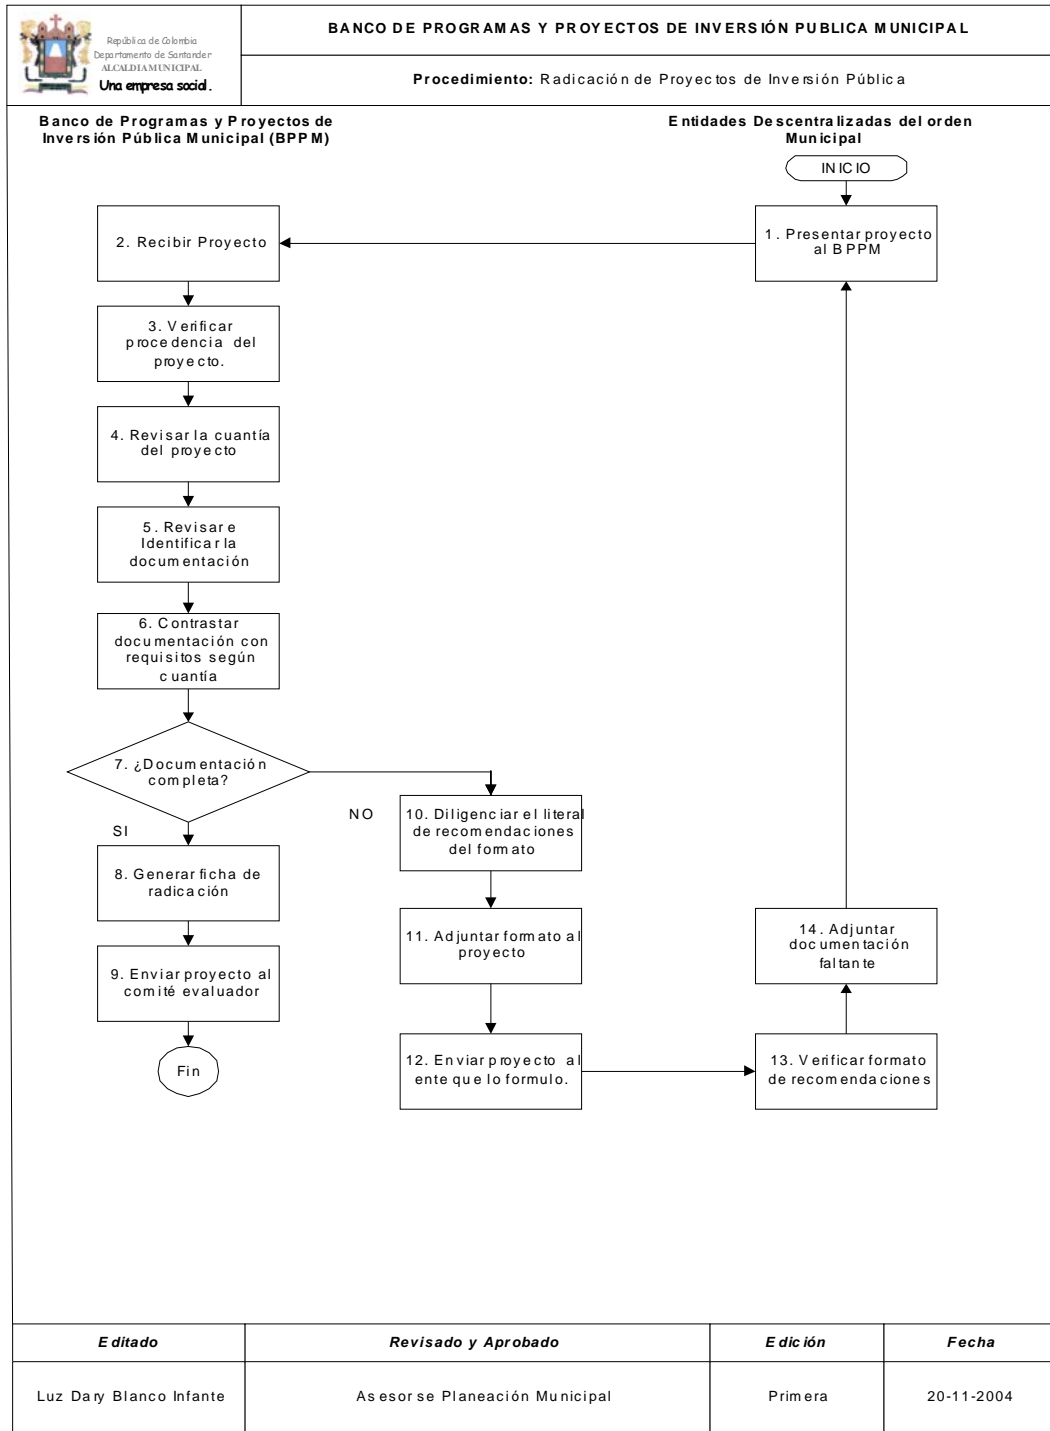 República de Colombia
Departamento de Santander
ALCALDIA MUNICIPAL
Una empresa social.
BANCO DE PROGRAMAS Y PROYECTOS DE INVERSIÓN PUBLICA MUNICIPAL
Procedimiento: Radicación de Proyectos de Inversión Pública
Banco de Programas y Proyectos de
Inversión Pública Municipal (BPPM)
Entidades Descentralizadas del orden
Municipal
INICIO
1. Presentar proyecto
al BPPM
2. Recibir Proyecto
3. Verificar
procedencia del
proyecto.
4. Revisar la cuantía
del proyecto
5. Revisar e
Identificar la
documentación
6. Contrastar
documentación con
requisitos según
cuantía
7. ¿Documentación
completa?
NO
SI
8. Generar ficha de
radicación
9. Enviar proyecto al
comité evaluador
Fin
10. Diligenciar el literal
de recomendaciones
del formato
11. Adjuntar formato al
proyecto
12. Enviar proyecto al
ente que lo formulo.
13. Verificar formato
de recomendaciones
14. Adjuntar
documentación
faltante
Editado
Revisado y Aprobado
Edición
Fecha
Luz Dary Blanco Infante
Asesor se Planeación Municipal
Primera
20-11-2004